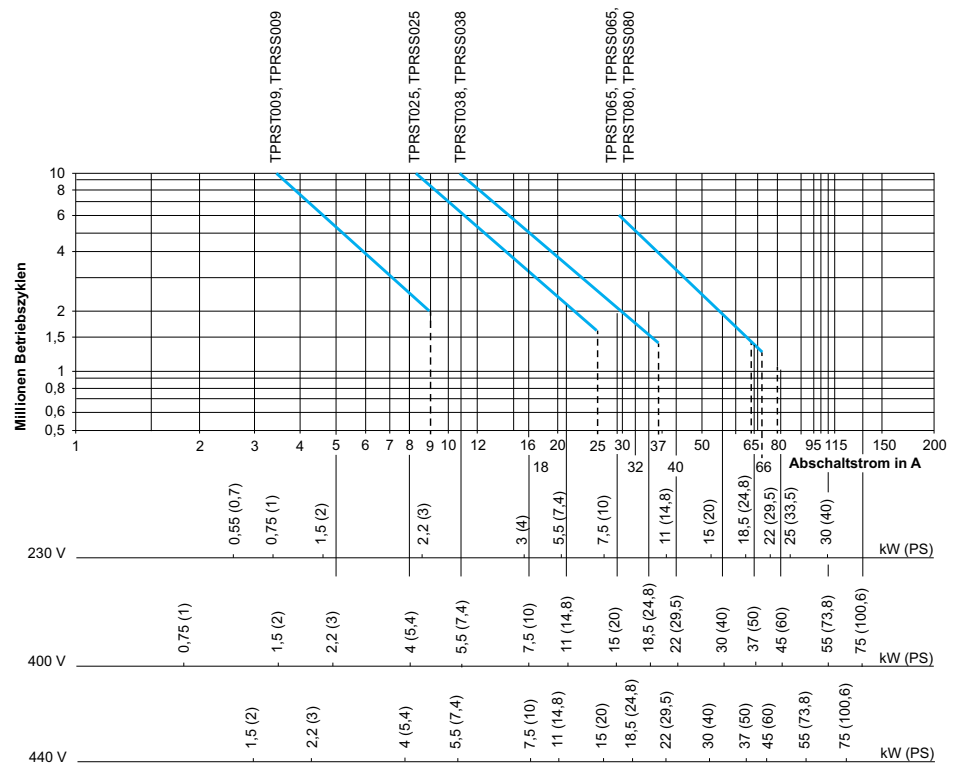 TPRST009, TPRSS009
TPRST025, TPRSS025
TPRST038, TPRSS038
TPRST065, TPRSS065,
TPRST080, TPRSS080
Millionen Betriebszyklen
10
8
6
4
2
1,5
1
0,8
0,6
0,5
1 2 3 4 5 6 7 8 9 10 12 16 20 25 30 37 50 65 80 95 115 150 200
18 32 40 66
Abschaltstrom in A
0,55 (0,7) 0,75 (1) 1,5 (2) 2,2 (3) 3 (4) 5,5 (7,4) 7,5 (10) 11 (14,8) 15 (20) 18,5 (24,8) 22 (29,5) 25 (33,5) 30 (40)
230 V kW (PS)
0,75 (1) 1,5 (2) 2,2 (3) 4 (5,4) 5,5 (7,4) 7,5 (10) 11 (14,8) 15 (20) 18,5 (24,8) 22 (29,5) 30 (40) 37 (50) 45 (60) 55 (73,8) 75 (100,6)
400 V kW (PS)
1,5 (2) 2,2 (3) 4 (5,4) 5,5 (7,4) 7,5 (10) 11 (14,8) 15 (20) 18,5 (24,8) 22 (29,5) 30 (40) 37 (50) 45 (60) 55 (73,8) 75 (100,6)
440 V kW (PS)